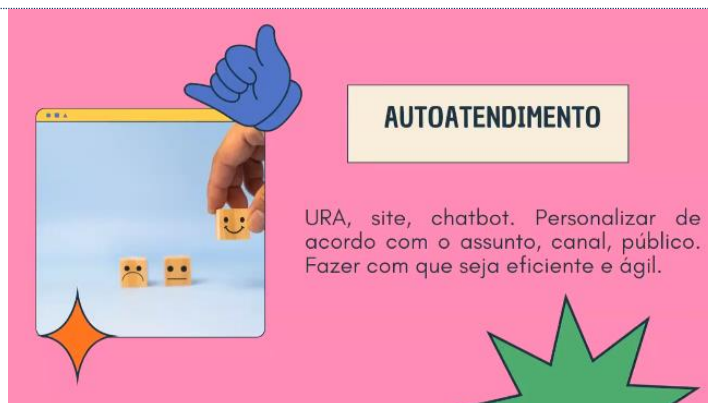 AUTOATENDIMENTO
URA, site, chatbot. Personalizar de
acordo com o assunto, canal, público.
Fazer com que seja eficiente e ágil.